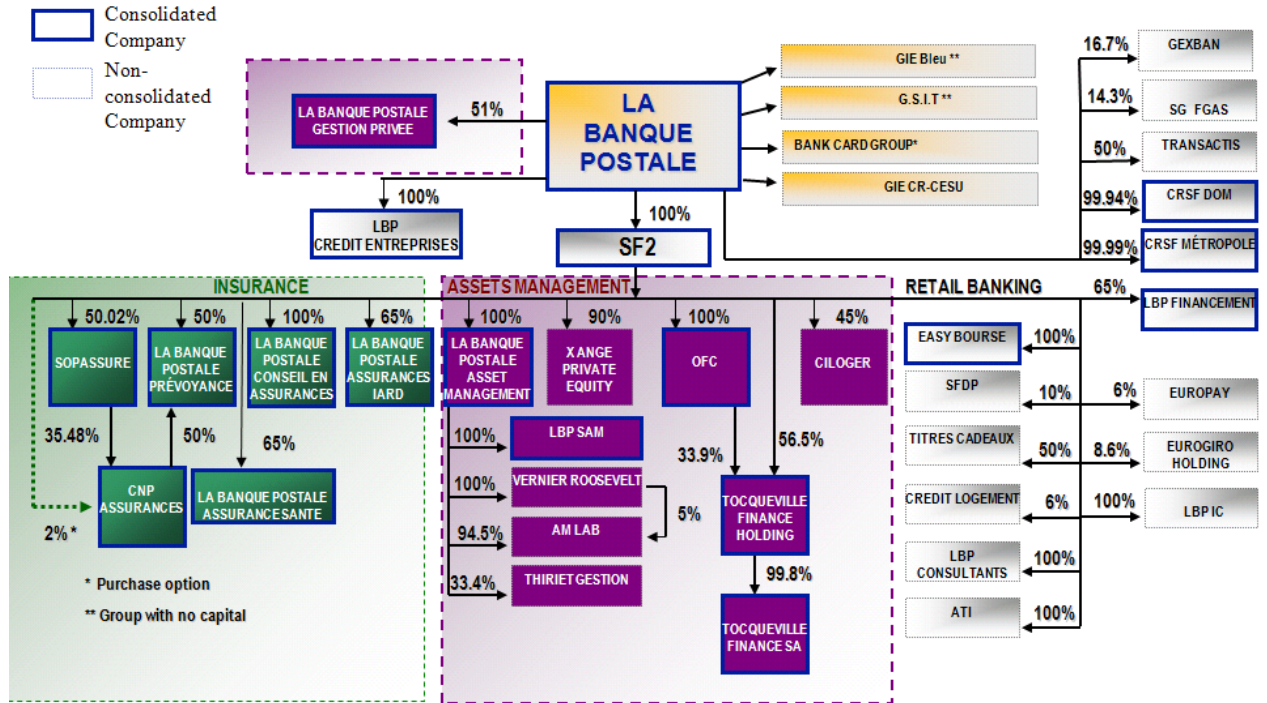 Consolidated
Company
Non-
consolidated
Company
LA BANQUE POSTALE
GESTION PRIVEE
51%
LA
BANQUE
POSTALE
GIE Bleu **
G.S.I.T **
BANK CARD GROUP*
GIE CR-CESU
16.7%
GEXBAN
14.3%
SG FGAS
50%
TRANSACTIS
99.94%
CRSF DOM
99.99%
CRSF MÉTROPOLE
100%
LBP
CREDIT ENTREPRISES
100%
SF2
INSURANCE
ASSETS MANAGEMENT
RETAIL BANKING
65%
LBP FINANCEMENT
50.02%
50%
100%
65%
100%
90%
100%
45%
SOPASSURE
LA BANQUE
POSTALE
PRÉVOYANCE
LA BANQUE
POSTALE
CONSEIL EN
ASSURANCES
LA BANQUE
POSTALE
ASSURANCES
IARD
LA BANQUE
POSTALE
ASSET
MANAGEMENT
X ANGE
PRIVATE
EQUITY
OFC
CILOGER
EASY BOURSE
100%
SFDP
10%
6%
EUROPAY
TITRES CADEAUX
50%
8.6%
EUROGIRO
HOLDING
CREDIT LOGEMENT
6%
100%
LBP IC
LBP
CONSULTANTS
100%
ATI
100%
35.48%
50%
65%
CNP
ASSURANCES
LA BANQUE POSTALE
ASSURANCE SANTE
2% *
* Purchase option
** Group with no capital
100%
LBP SAM
100%
VERNIER ROOSEVELT
5%
94.5%
AM LAB
33.4%
THIRIET GESTION
33.9%
56.5%
TOCQUEVILLE
FINANCE
HOLDING
99.8%
TOCQUEVILLE
FINANCE SA